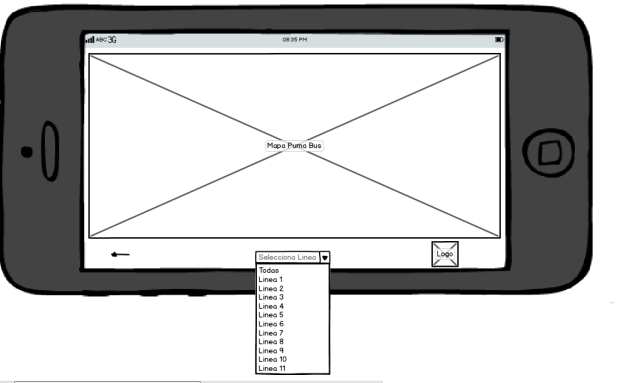 ABC 3G
08:35 PM
Mapa Puma Bus
Selecciona Linea
Logo
Todas
Linea 1
Linea 2
Linea 3
Linea 4
Linea 5
Linea 6
Linea 7
Linea 8
Linea 9
Linea 10
Linea 11